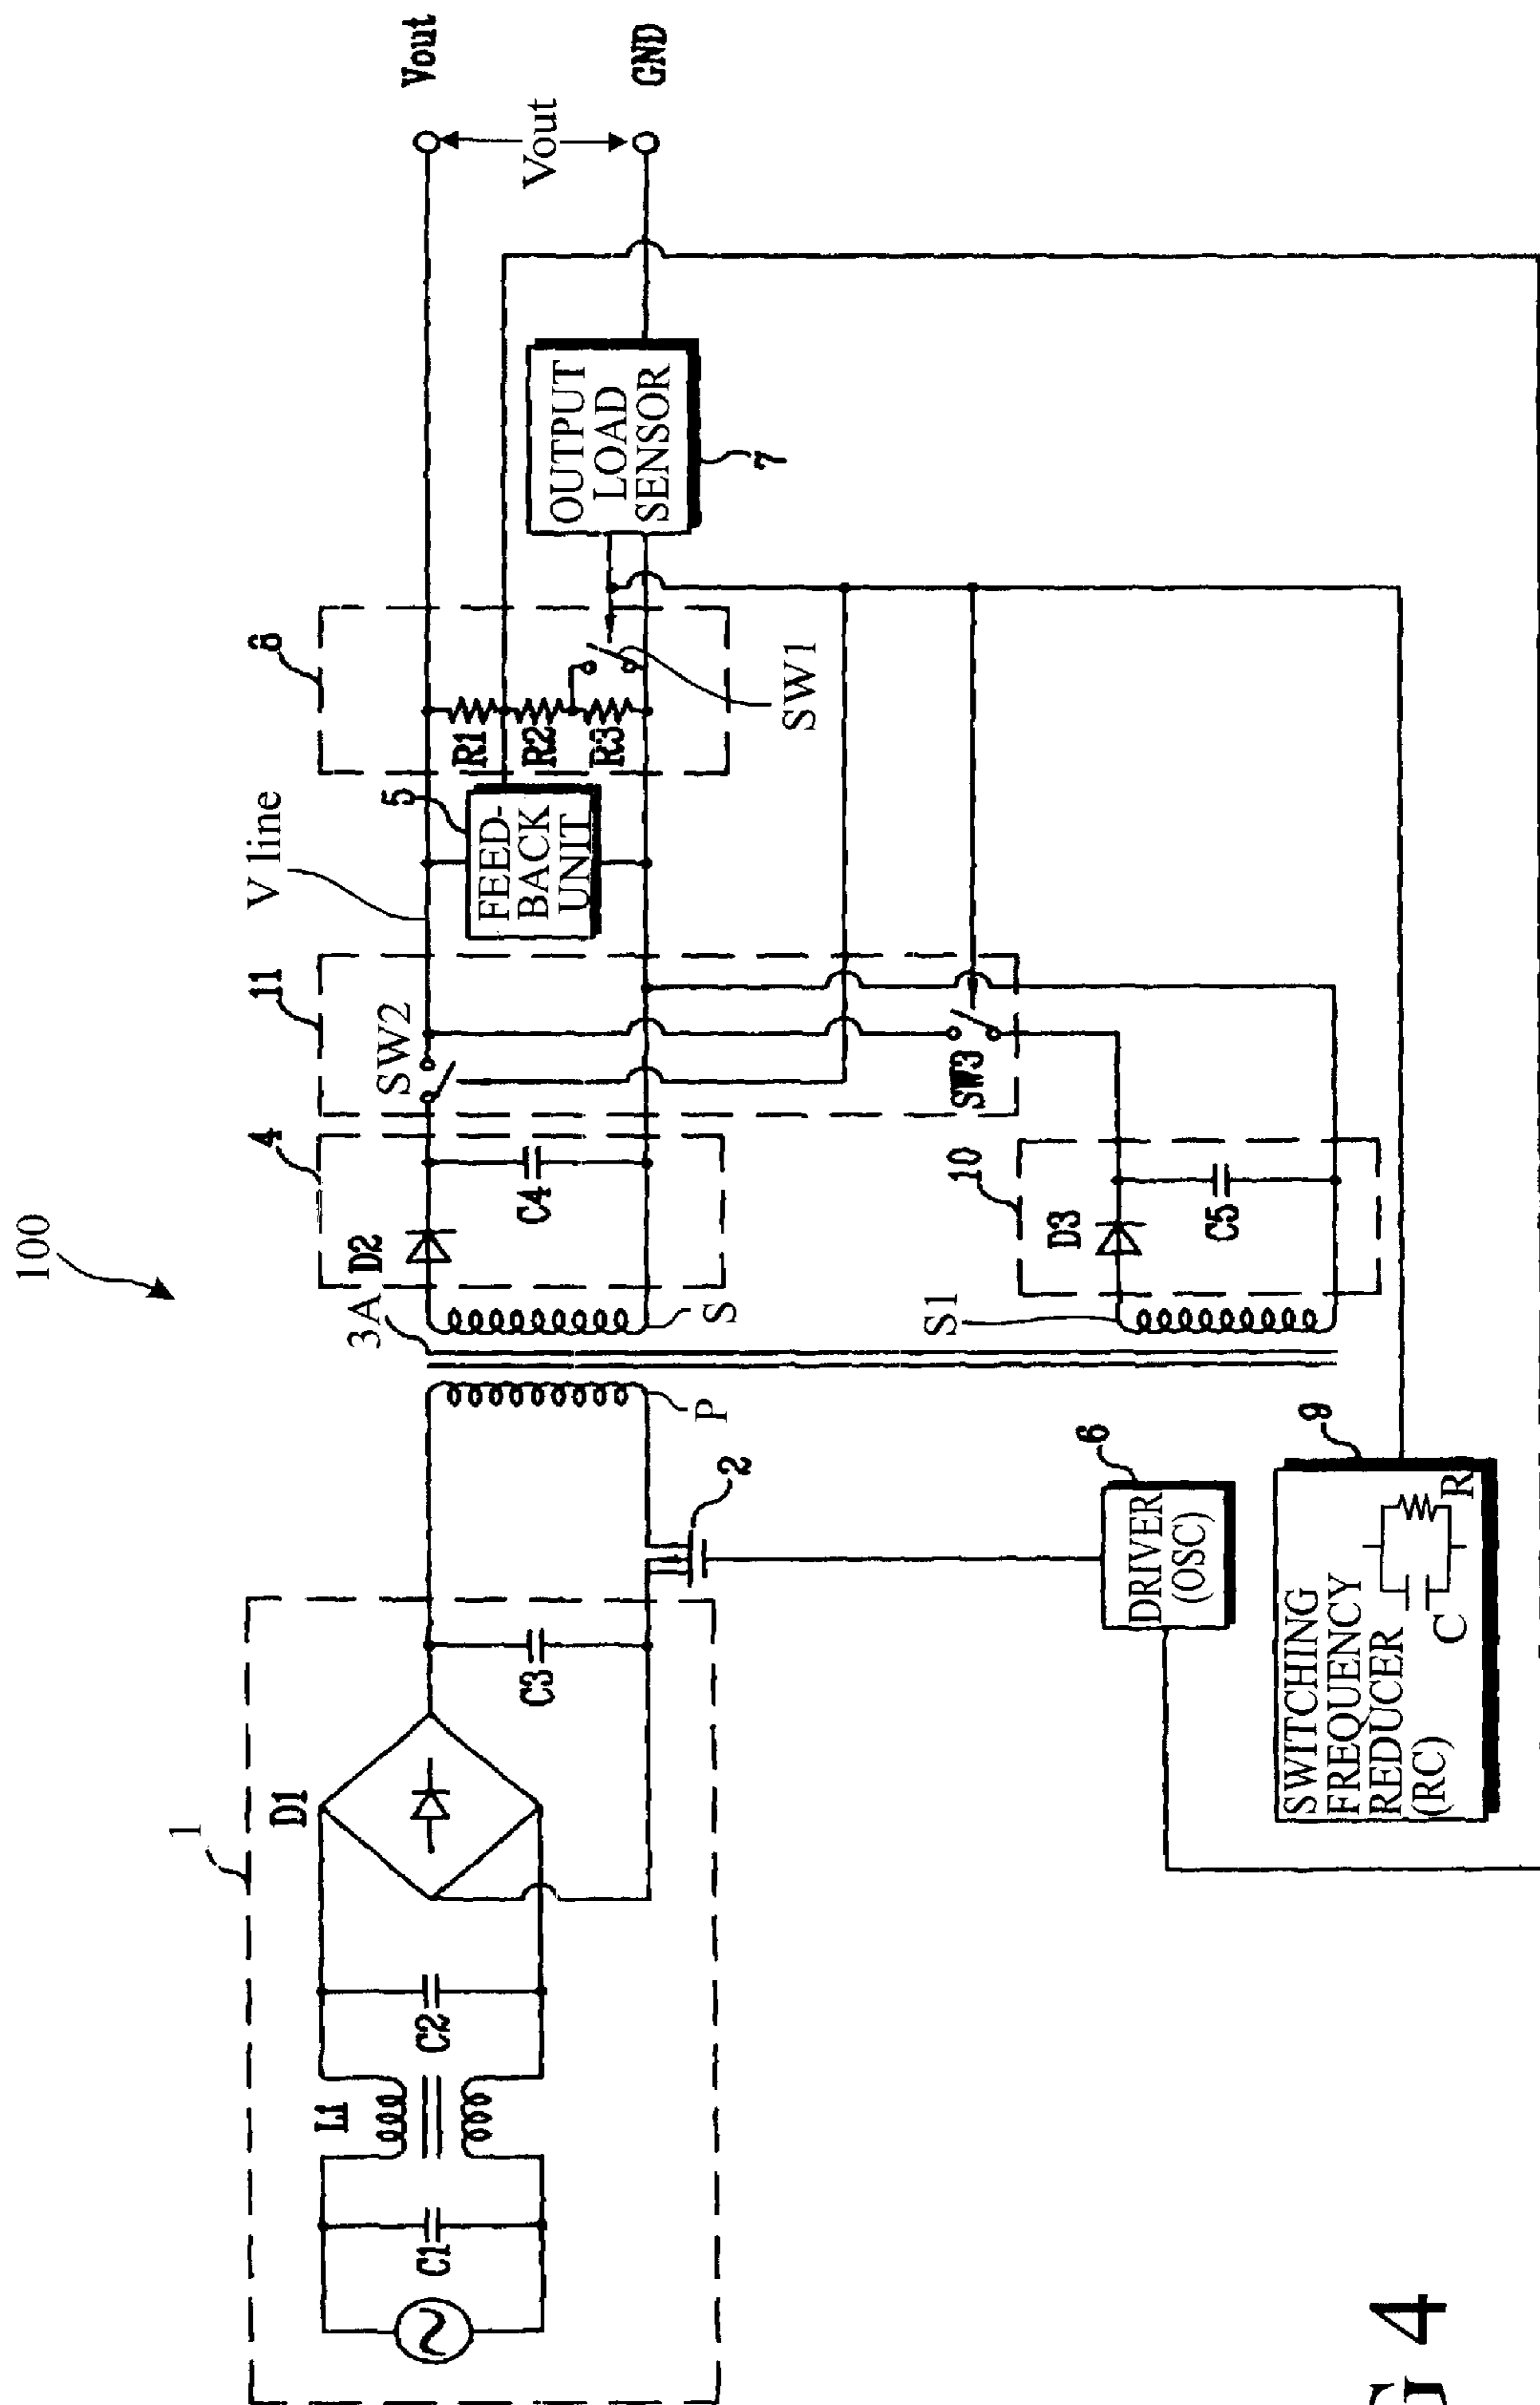 100
1
L1
C1
C2
D1
C3
2
P
3A
S
S1
4
D2
C4
10
D3
C5
11
SW2
SW3
V line
5
FEED-
BACK
UNIT
8
R1
R2
R3
SW1
OUTPUT
LOAD
SENSOR
7
Vout
Vout
GND
6
DRIVER
(OSC)
9
SWITCHING
FREQUENCY
REDUCER
(RC)
C
R
G 4